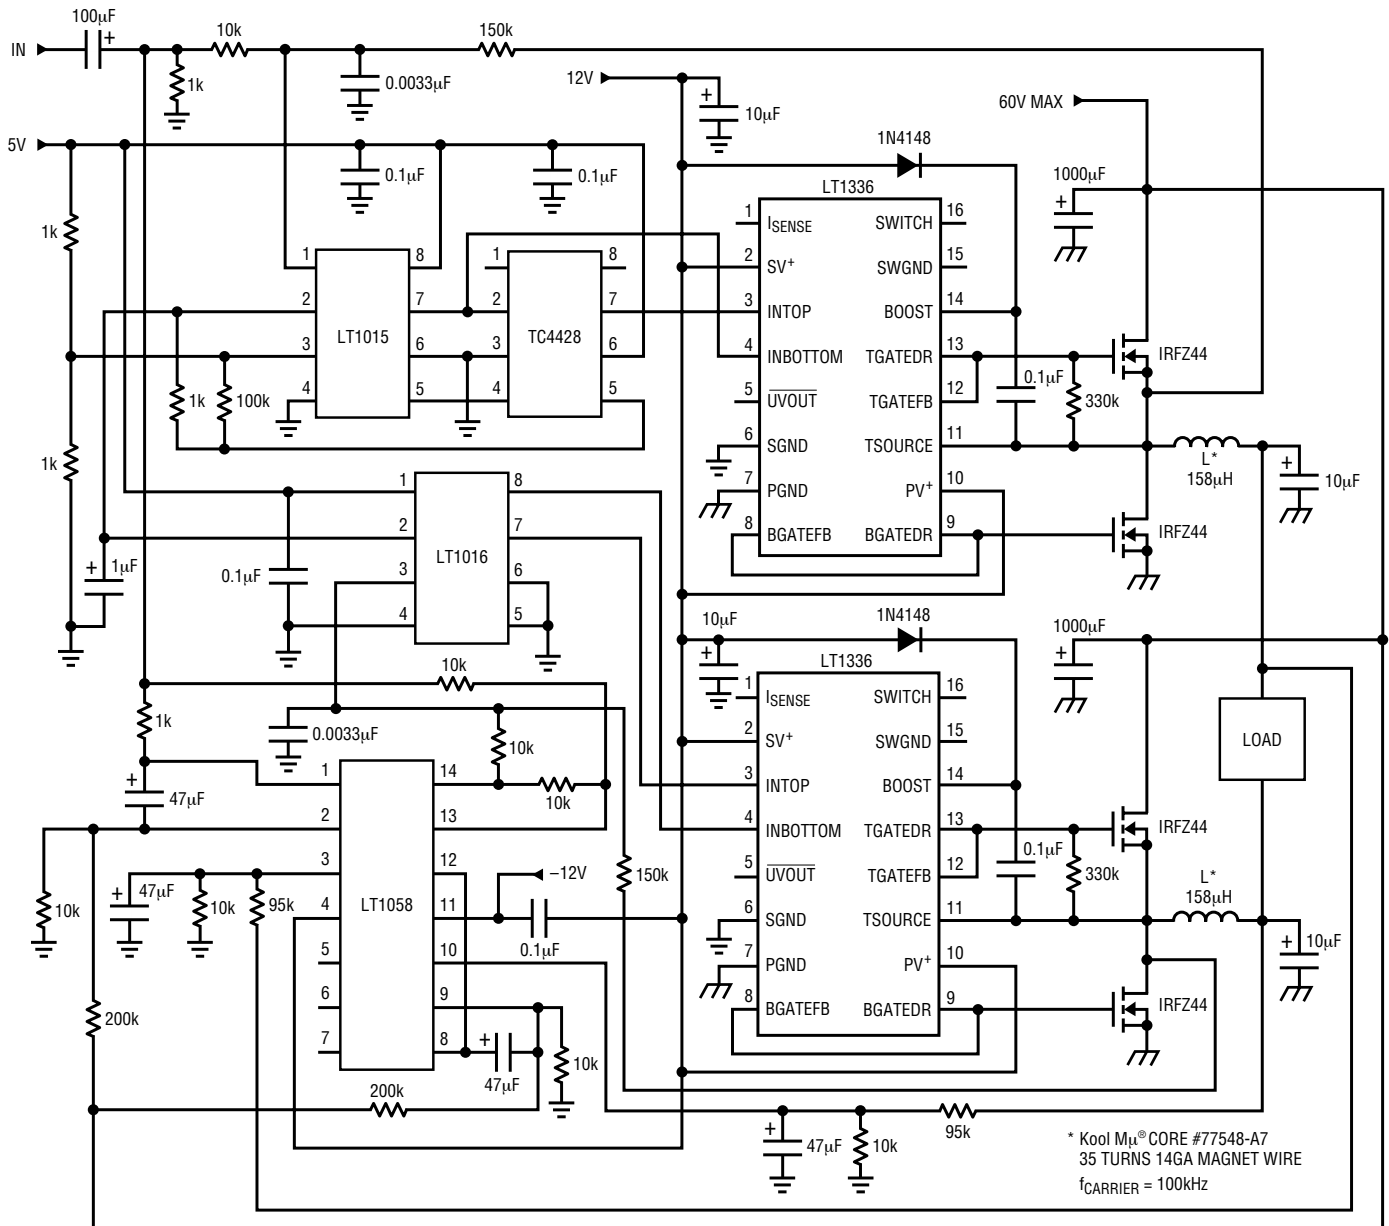 100µF
IN
10k
150k
1k
0.0033µF
12V
10µF
60V MAX
5V
0.1µF
0.1µF
1N4148
1000µF
LT1336
1 ISENSE SWITCH 16
2 SV+ SWGND 15
3 INTOP BOOST 14
4 INBOTTOM TGATEDR 13
5 UVOUT TGATEFB 12
6 SGND TSOURCE 11
7 PGND PV+ 10
8 BGATEFB BGATEDR 9
1k
1 8
2 7
3 6
4 5
LT1015
1 8
2 7
3 6
4 5
TC4428
IRFZ44
0.1µF
330k
1k
100k
1k
L*
158µH
10µF
IRFZ44
1 8
2 7
3 6
4 5
LT1016
1µF
0.1µF
10µF
1N4148
1000µF
LT1336
1 ISENSE SWITCH 16
2 SV+ SWGND 15
3 INTOP BOOST 14
4 INBOTTOM TGATEDR 13
5 UVOUT TGATEFB 12
6 SGND TSOURCE 11
7 PGND PV+ 10
8 BGATEFB BGATEDR 9
10k
1k
0.0033µF
10k
LOAD
1 14
2 13
3 12
4 11
5 10
6 9
7 8
LT1058
10k
47µF
IRFZ44
0.1µF
330k
150k
–12V
47µF
10k
10k
95k
0.1µF
L*
158µH
10µF
IRFZ44
200k
47µF
10k
200k
47µF
10k
95k
* Kool Mµ® CORE #77548-A7
35 TURNS 14GA MAGNET WIRE
fCARRIER = 100kHz